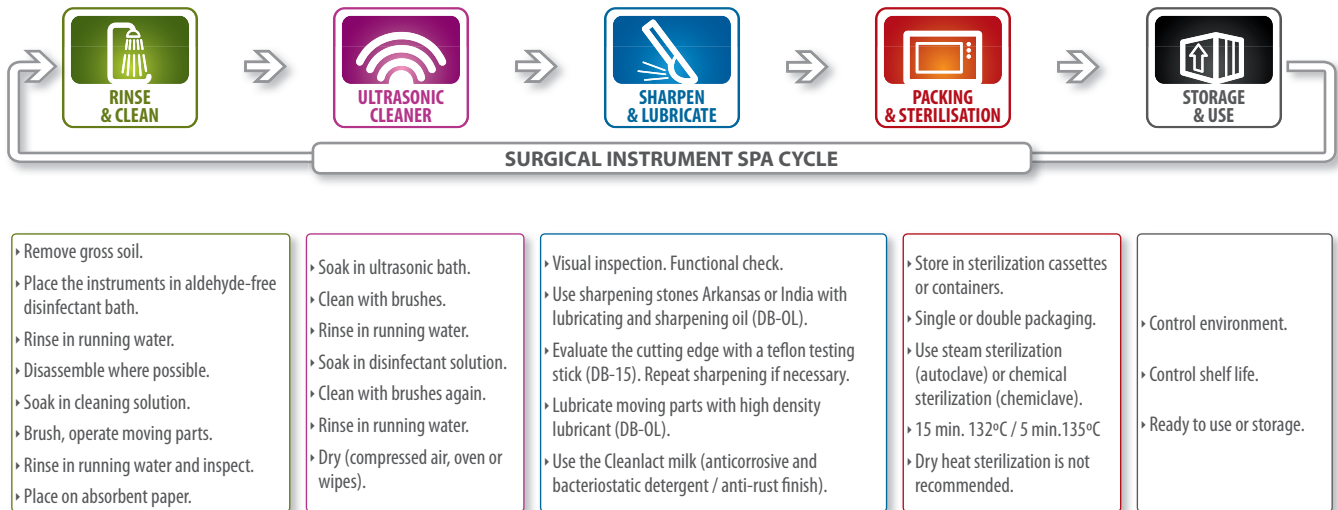 RINSE
& CLEAN
ULTRASONIC
CLEANER
SHARPEN
& LUBRICATE
PACKING
& STERILISATION
STORAGE
& USE
SURGICAL INSTRUMENT SPA CYCLE
‣ Remove gross soil.
‣ Place the instruments in aldehyde-free
disinfectant bath.
‣ Rinse in running water.
‣ Disassemble where possible.
‣ Soak in cleaning solution.
‣ Brush, operate moving parts.
‣ Rinse in running water and inspect.
‣ Place on absorbent paper.
‣ Soak in ultrasonic bath.
‣ Clean with brushes.
‣ Rinse in running water.
‣ Soak in disinfectant solution.
‣ Clean with brushes again.
‣ Rinse in running water.
‣ Dry (compressed air, oven or
wipes).
‣ Visual inspection. Functional check.
‣ Use sharpening stones Arkansas or India with
lubricating and sharpening oil (DB-OL).
‣ Evaluate the cutting edge with a teflon testing
stick (DB-15). Repeat sharpening if necessary.
‣ Lubricate moving parts with high density
lubricant (DB-OL).
‣ Use the Cleanlact milk (anticorrosive and
bacteriostatic detergent / anti-rust finish).
‣ Store in sterilization cassettes
or containers.
‣ Single or double packaging.
‣ Use steam sterilization
(autoclave) or chemical
sterilization (chemiclave).
‣ 15 min. 132ºC / 5 min.135ºC
‣ Dry heat sterilization is not
recommended.
‣ Control environment.
‣ Control shelf life.
‣ Ready to use or storage.